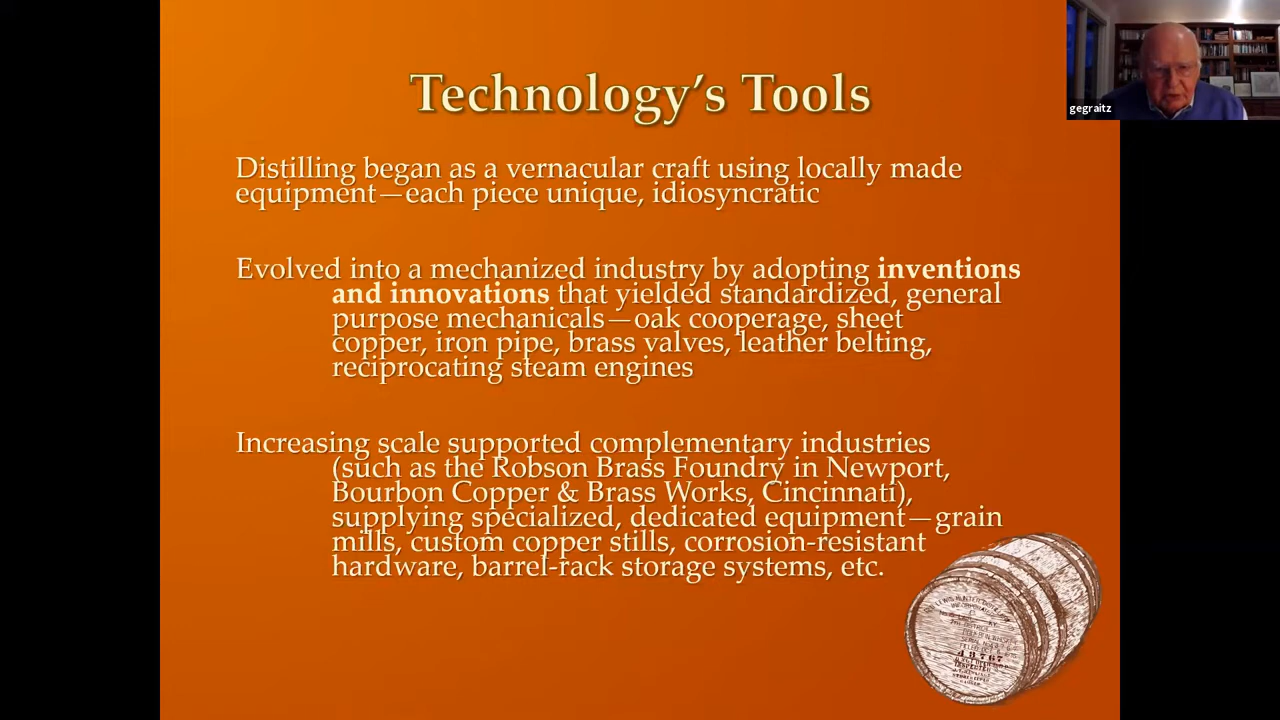 Technology's Tools
gegraitz
Distilling began as a vernacular craft using locally made
equipment—each piece unique, idiosyncratic
Evolved into a mechanized industry by adopting inventions
and innovations that yielded standardized, general
purpose mechanicals—oak cooperage, sheet
copper, iron pipe, brass valves, leather belting,
reciprocating steam engines
Increasing scale supported complementary industries
(such as the Robson Brass Foundry in Newport,
Bourbon Copper & Brass Works, Cincinnati),
supplying specialized, dedicated equipment—grain
mills, custom copper stills, corrosion-resistant
hardware, barrel-rack storage systems, etc.